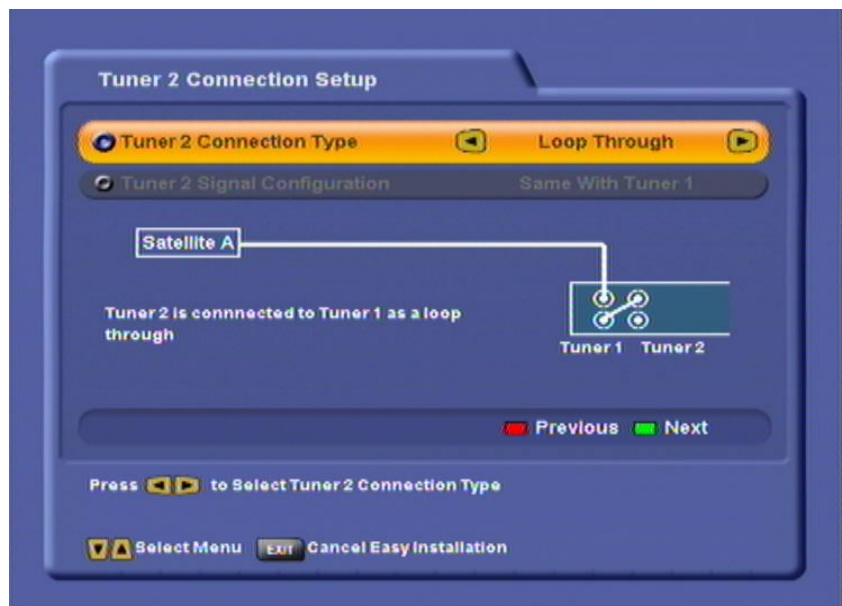 Tuner 2 Connection Setup
Tuner 2 Connection Type Loop Through
Tuner 2 Signal Configuration Same With Tuner 1
Satellite A
Tuner 2 is connnected to Tuner 1 as a loop
through
Tuner 1 Tuner 2
Previous Next
Press to Select Tuner 2 Connection Type
Select Menu EXIT Cancel Easy Installation